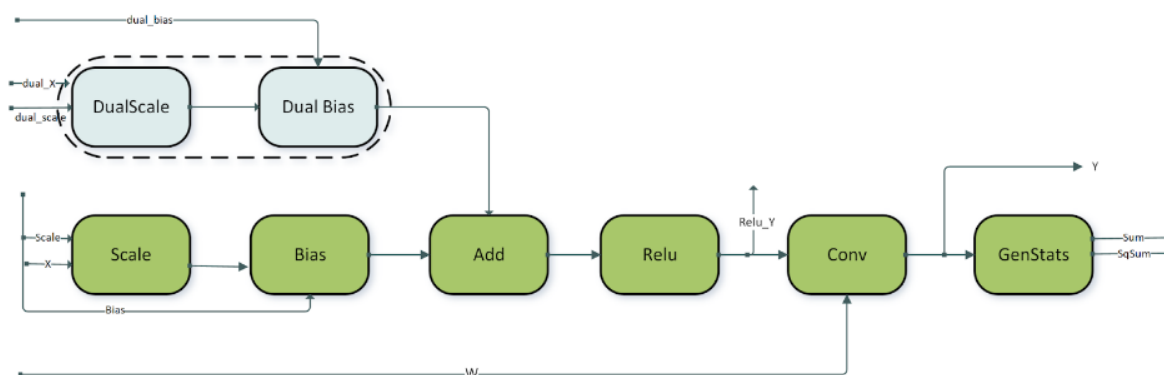 dual_bias
dual_X
dual_scale
DualScale
Dual Bias
Y
Relu_Y
Scale
X
Scale
Bias
Add
Relu
Conv
GenStats
Sum
SqSum
Bias
W